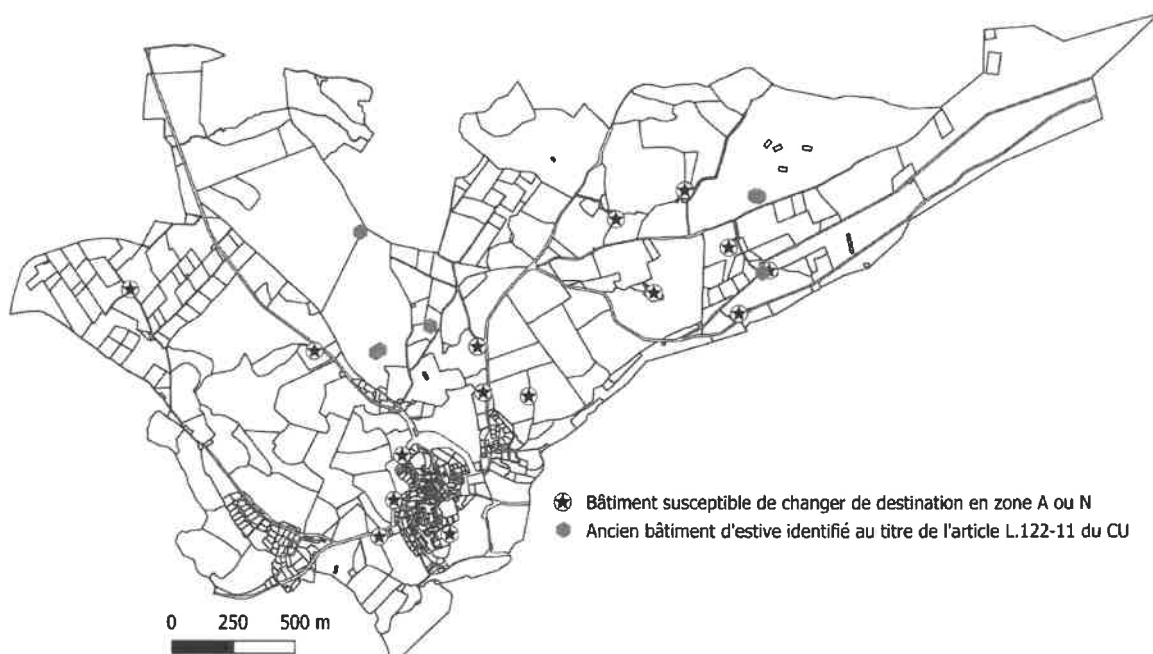 Bâtiment susceptible de changer de destination en zone A ou N
Ancien bâtiment d'estive identifié au titre de l'article L.122-11 du CU
0 250 500 m